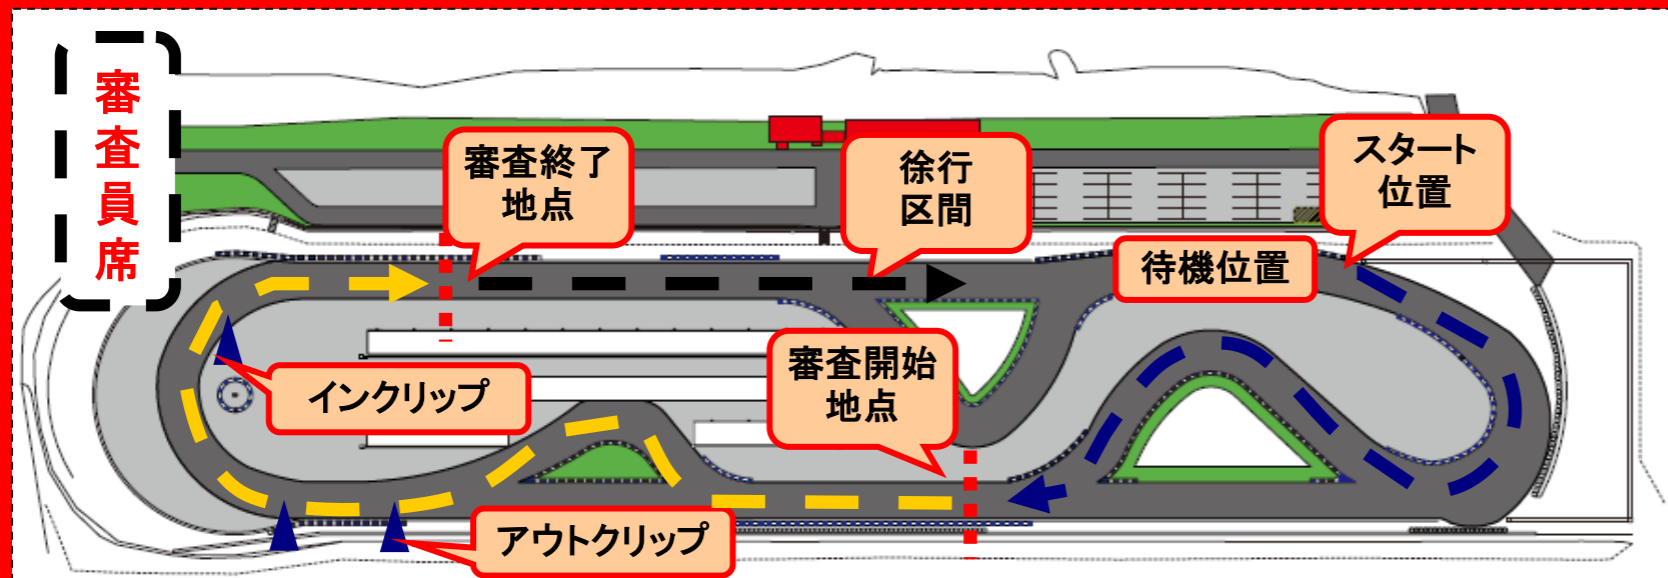 審査員席
審査終了
地点
徐行
区間
スタート
位置
待機位置
審査開始
地点
インクリップ
アウトクリップ